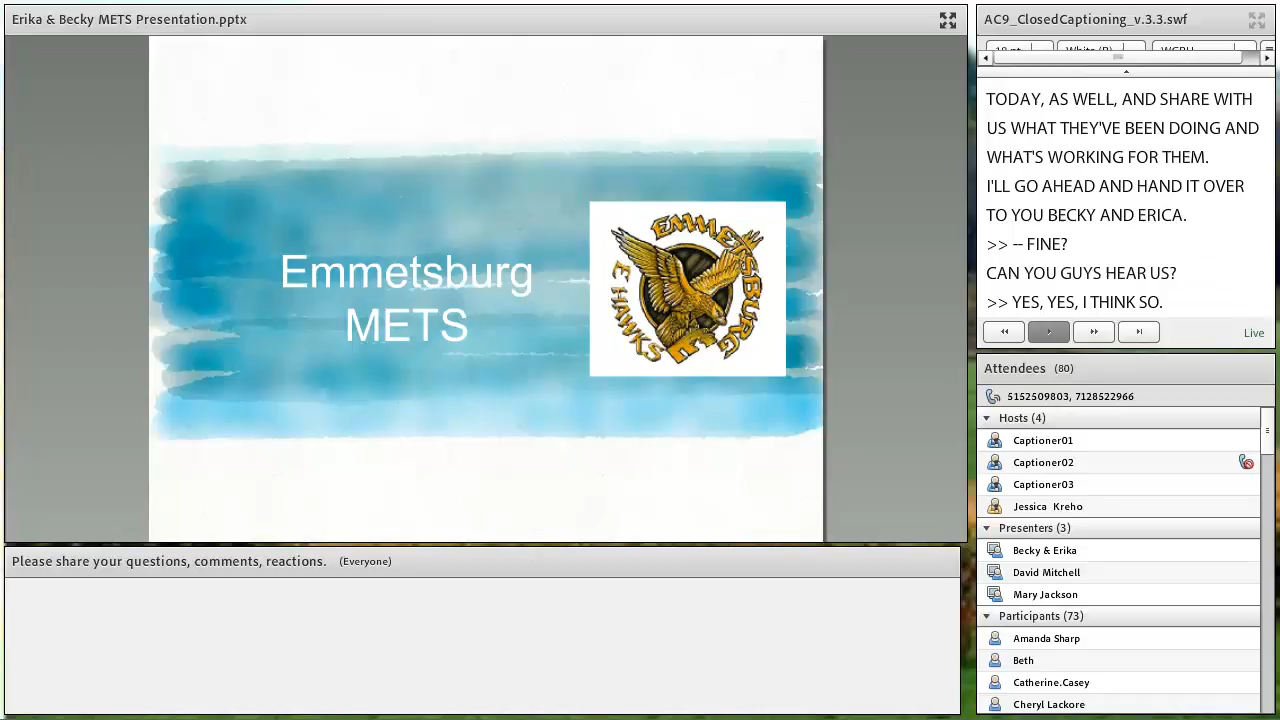 Erika & Becky METS Presentation.pptx
Emmetsburg
METS
EMMETSBURG
E HAWKS
E
Please share your questions, comments, reactions. (Everyone)
AC9_ClosedCaptioning_v.3.3.swf
18 pt
White (B)
WGBH
TODAY, AS WELL, AND SHARE WITH
US WHAT THEY'VE BEEN DOING AND
WHAT'S WORKING FOR THEM.
I'LL GO AHEAD AND HAND IT OVER
TO YOU BECKY AND ERICA.
>> -- FINE?
CAN YOU GUYS HEAR US?
>> YES, YES, I THINK SO.
Live
Attendees (80)
5152509803, 7128522966
Hosts (4)
Captioner01
Captioner02
Captioner03
Jessica Kreho
Presenters (3)
Becky & Erika
David Mitchell
Mary Jackson
Participants (73)
Amanda Sharp
Beth
Catherine.Casey
Cheryl Lackore